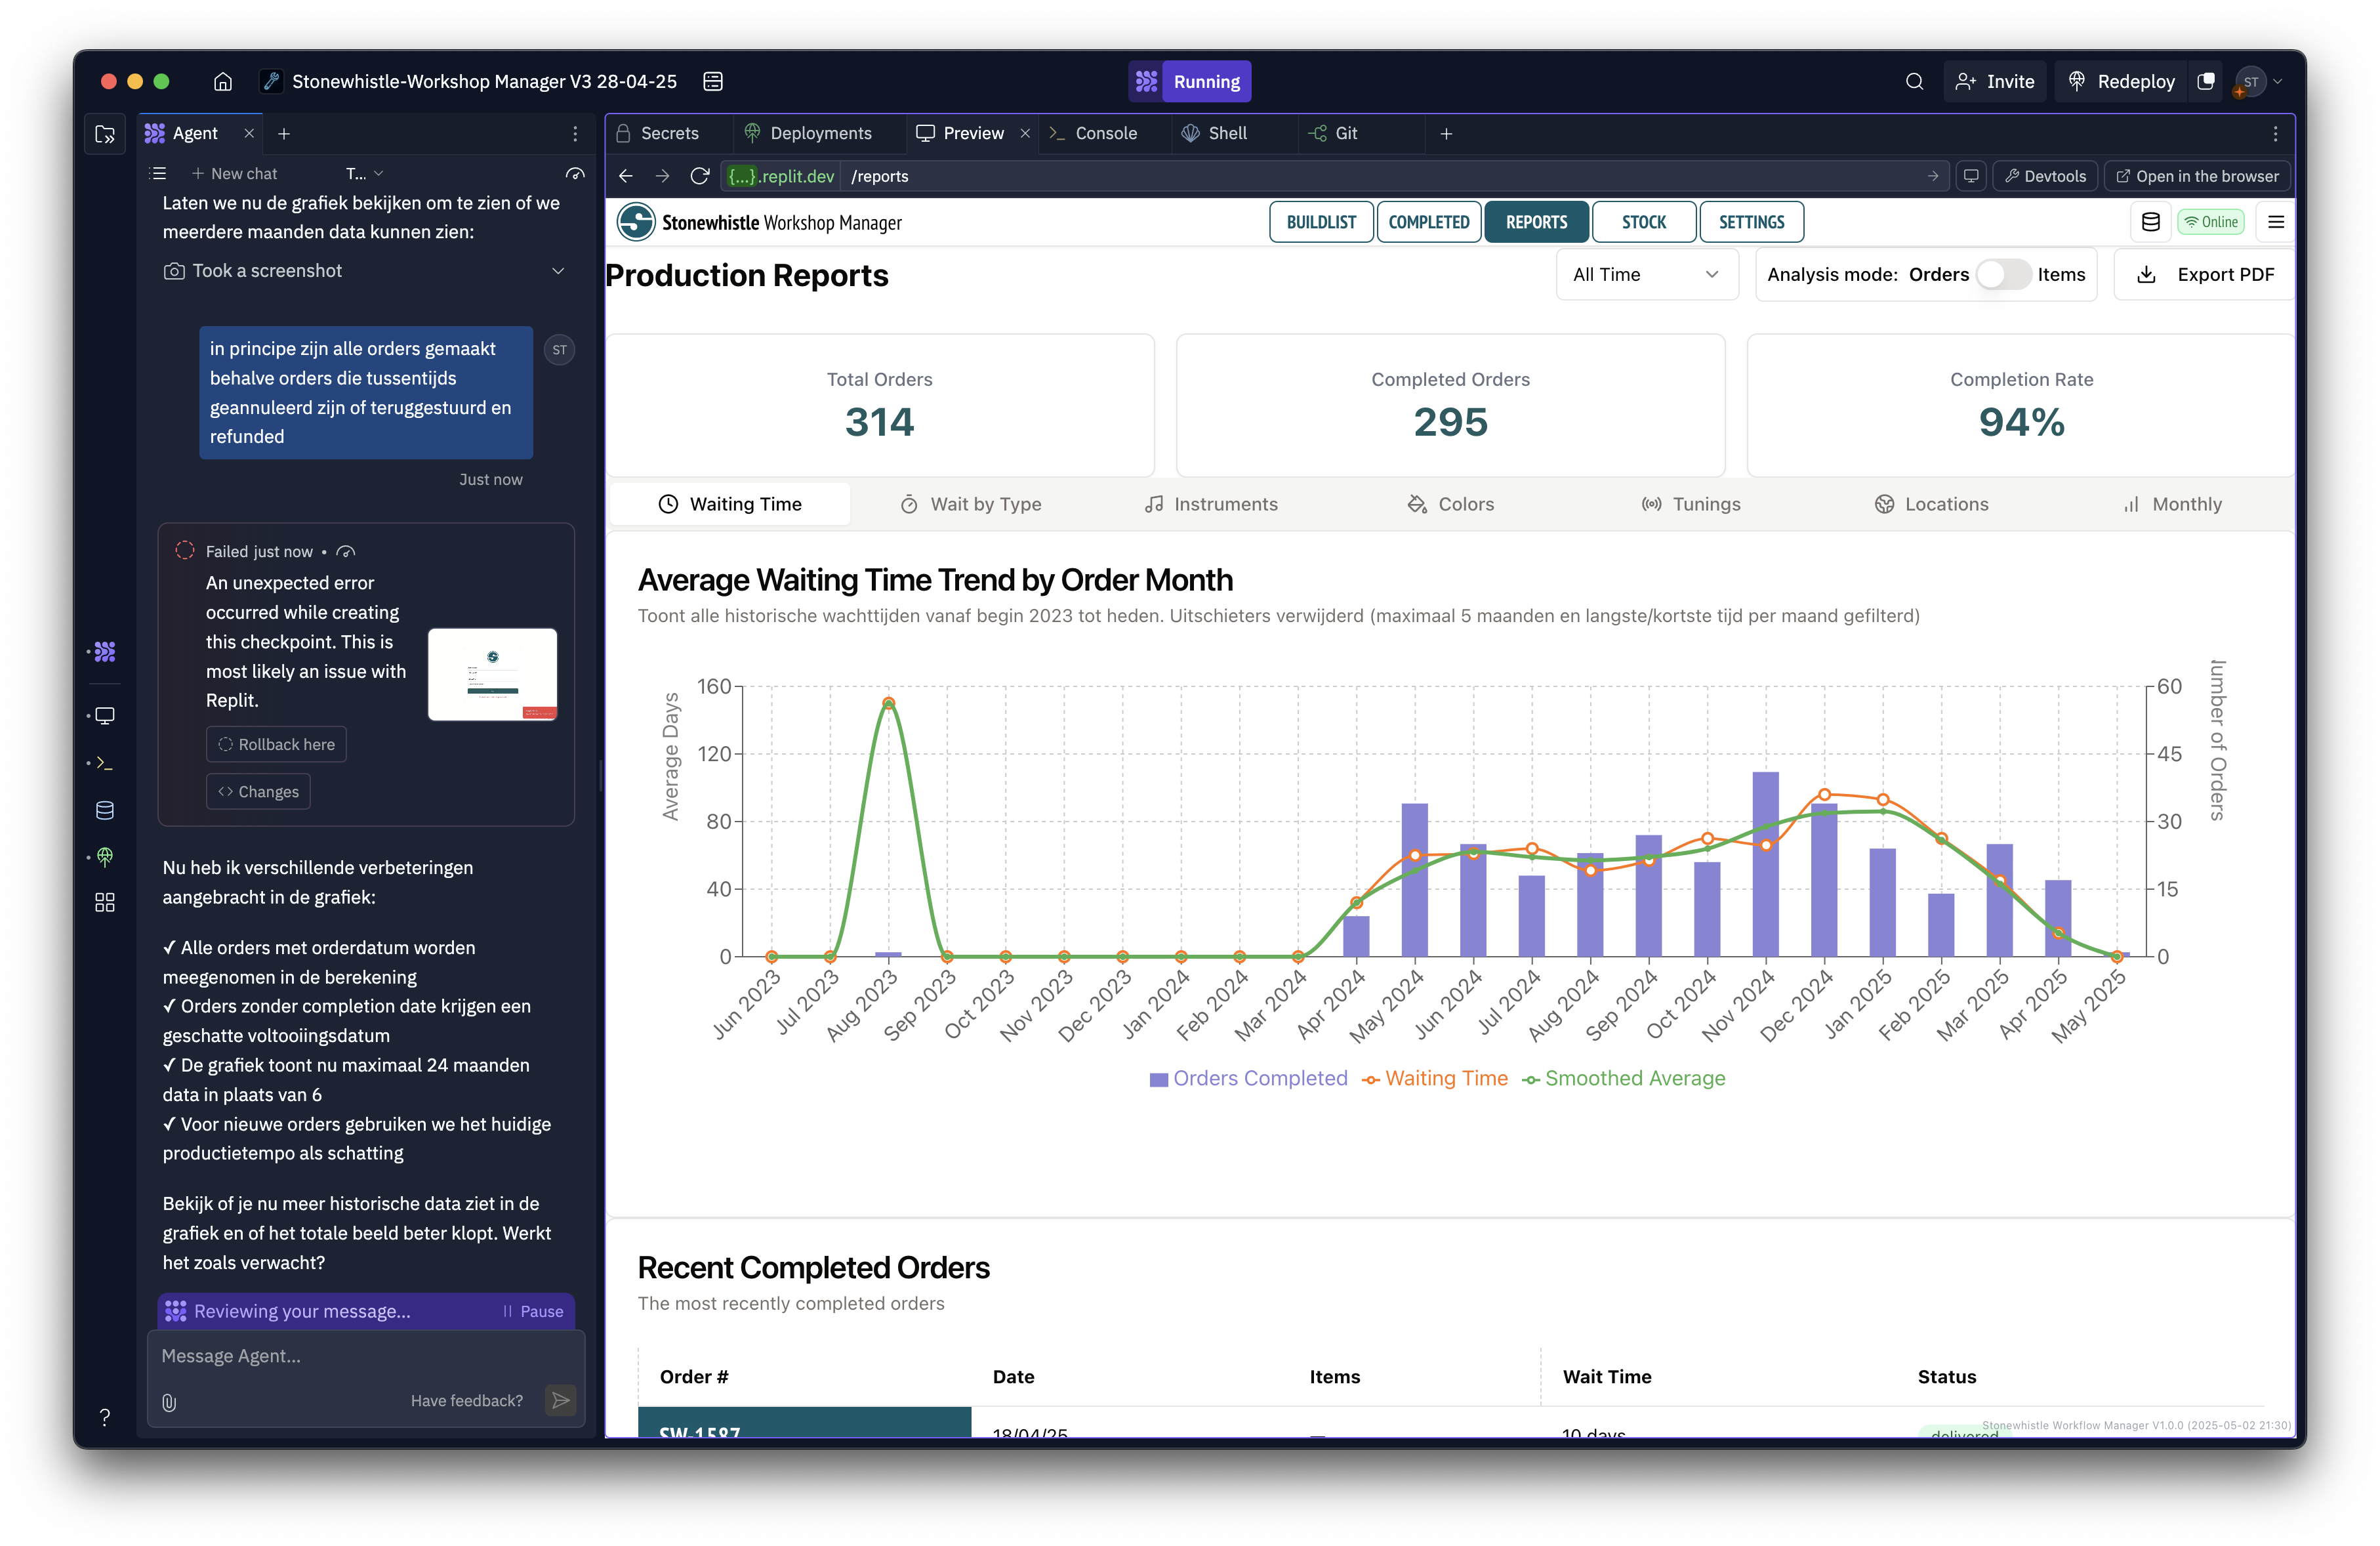 Stonewhistle-Workshop Manager V3 28-04-25
Running
Invite
Redeploy
ST
Agent
Secrets
Deployments
Preview
Console
Shell
Git
New chat
T...
{...}.replit.dev
/reports
Devtools
Open in the browser
Laten we nu de grafiek bekijken om te zien of we
meerdere maanden data kunnen zien:
Took a screenshot
in principe zijn alle orders gemaakt
behalve orders die tussentijds
geannuleerd zijn of teruggestuurd en
refunded
ST
Just now
Failed just now •
An unexpected error
occurred while creating
this checkpoint. This is
most likely an issue with
Replit.
Rollback here
Changes
Nu heb ik verschillende verbeteringen
aangebracht in de grafiek:
✓ Alle orders met orderdatum worden
meegenomen in de berekening
✓ Orders zonder completion date krijgen een
geschatte voltooiingsdatum
✓ De grafiek toont nu maximaal 24 maanden
data in plaats van 6
✓ Voor nieuwe orders gebruiken we het huidige
productietempo als schatting
Bekijk of je nu meer historische data ziet in de
grafiek en of het totale beeld beter klopt. Werkt
het zoals verwacht?
Reviewing your message...
Pause
Message Agent...
Have feedback?
?
Stonewhistle Workshop Manager
BUILDLIST
COMPLETED
REPORTS
STOCK
SETTINGS
Online
Production Reports
All Time
Analysis mode: Orders
Items
Export PDF
Total Orders
314
Completed Orders
295
Completion Rate
94%
Waiting Time
Wait by Type
Instruments
Colors
Tunings
Locations
Monthly
Average Waiting Time Trend by Order Month
Toont alle historische wachttijden vanaf begin 2023 tot heden. Uitschieters verwijderd (maximaal 5 maanden en langste/kortste tijd per maand gefilterd)
Average Days
160
120
80
40
0
60
45
30
15
0
umber of Orders
Jun 2023
Jul 2023
Aug 2023
Sep 2023
Oct 2023
Nov 2023
Dec 2023
Jan 2024
Feb 2024
Mar 2024
Apr 2024
May 2024
Jun 2024
Jul 2024
Aug 2024
Sep 2024
Oct 2024
Nov 2024
Dec 2024
Jan 2025
Feb 2025
Mar 2025
Apr 2025
May 2025
Orders Completed
Waiting Time
Smoothed Average
Recent Completed Orders
The most recently completed orders
Order #
Date
Items
Wait Time
Status
SW-1587
18/04/25
—
10 days
delivered
Stonewhistle Workflow Manager V1.0.0 (2025-05-02 21:30)